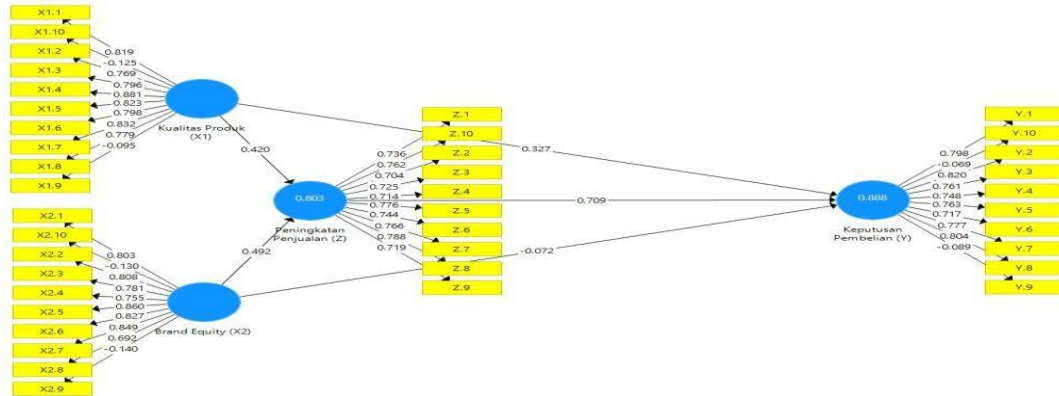 X1.1
X1.10
X1.2
X1.3
X1.4
X1.5
X1.6
X1.7
X1.8
X1.9
0.819
-0.125
0.769
0.796
0.881
0.823
0.798
0.832
0.779
-0.095
Kualitas Produk
(X1)
0.420
X2.1
X2.10
X2.2
X2.3
X2.4
X2.5
X2.6
X2.7
X2.8
X2.9
0.803
-0.130
0.808
0.781
0.755
0.860
0.827
0.849
0.692
-0.140
Brand Equity (X2)
0.492
0.803
Peningkatan
Penjualan (Z)
0.736
0.762
0.704
0.725
0.714
0.776
0.744
0.766
0.788
0.719
Z.1
Z.10
Z.2
Z.3
Z.4
Z.5
Z.6
Z.7
Z.8
Z.9
0.327
0.709
-0.072
0.888
Keputusan
Pembelian (Y)
0.798
-0.069
0.820
0.761
0.748
0.763
0.717
0.777
0.804
-0.089
Y.1
Y.10
Y.2
Y.3
Y.4
Y.5
Y.6
Y.7
Y.8
Y.9